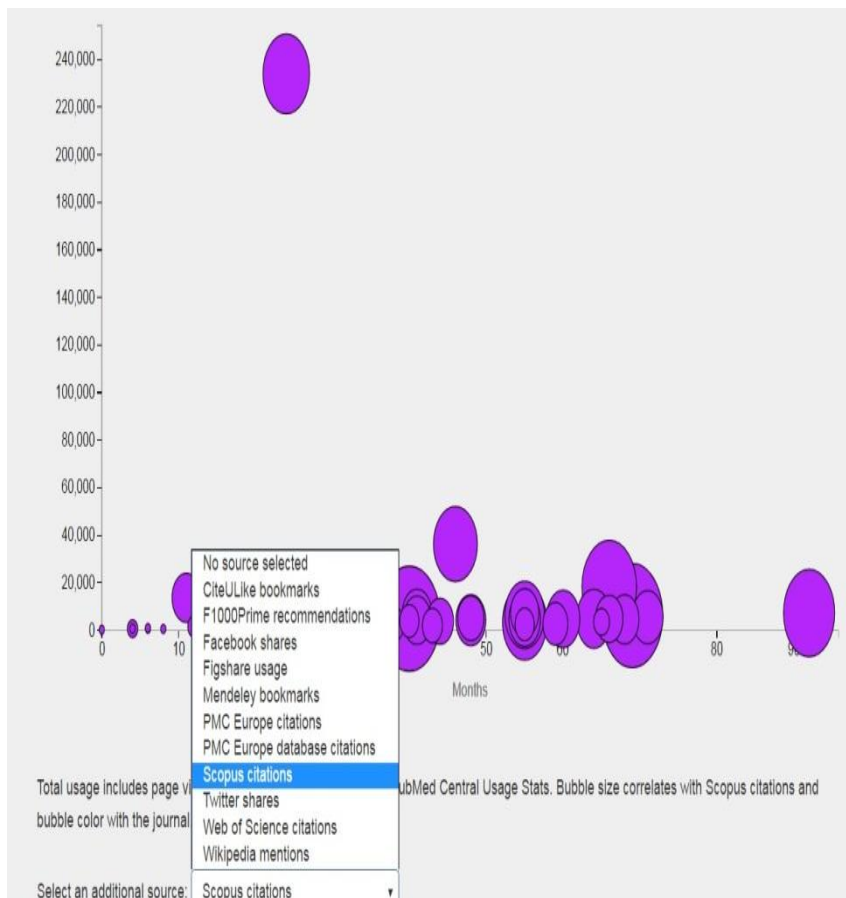 240,000
220,000
200,000
180,000
160,000
140,000
120,000
100,000
80,000
60,000
40,000
20,000
0
0
10
50
60
80
Months
No source selected
CiteULike bookmarks
F1000Prime recommendations
Facebook shares
Figshare usage
Mendeley bookmarks
PMC Europe citations
PMC Europe database citations
Scopus citations
Twitter shares
Web of Science citations
Wikipedia mentions
Total usage includes page ubMed Central Usage Stats. Bubble size correlates with Scopus citations and
bubble color with the journal
Select an additional source: Scopus citations